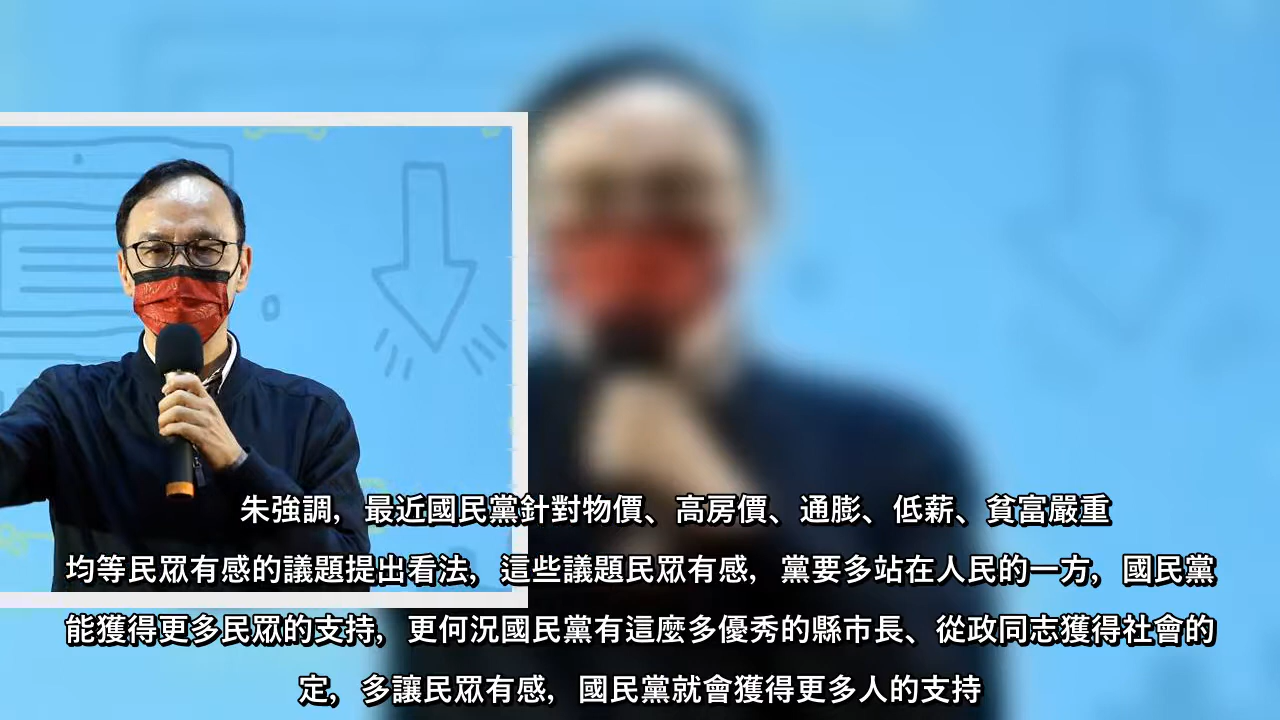 朱強調，最近國民黨針對物價、高房價、通膨、低薪、貧富嚴重
均等民眾有感的議題提出看法，這些議題民眾有感，黨要多站在人民的一方，國民黨
能獲得更多民眾的支持，更何況國民黨有這麼多優秀的縣市長、從政同志獲得社會的
定，多讓民眾有感，國民黨就會獲得更多人的支持